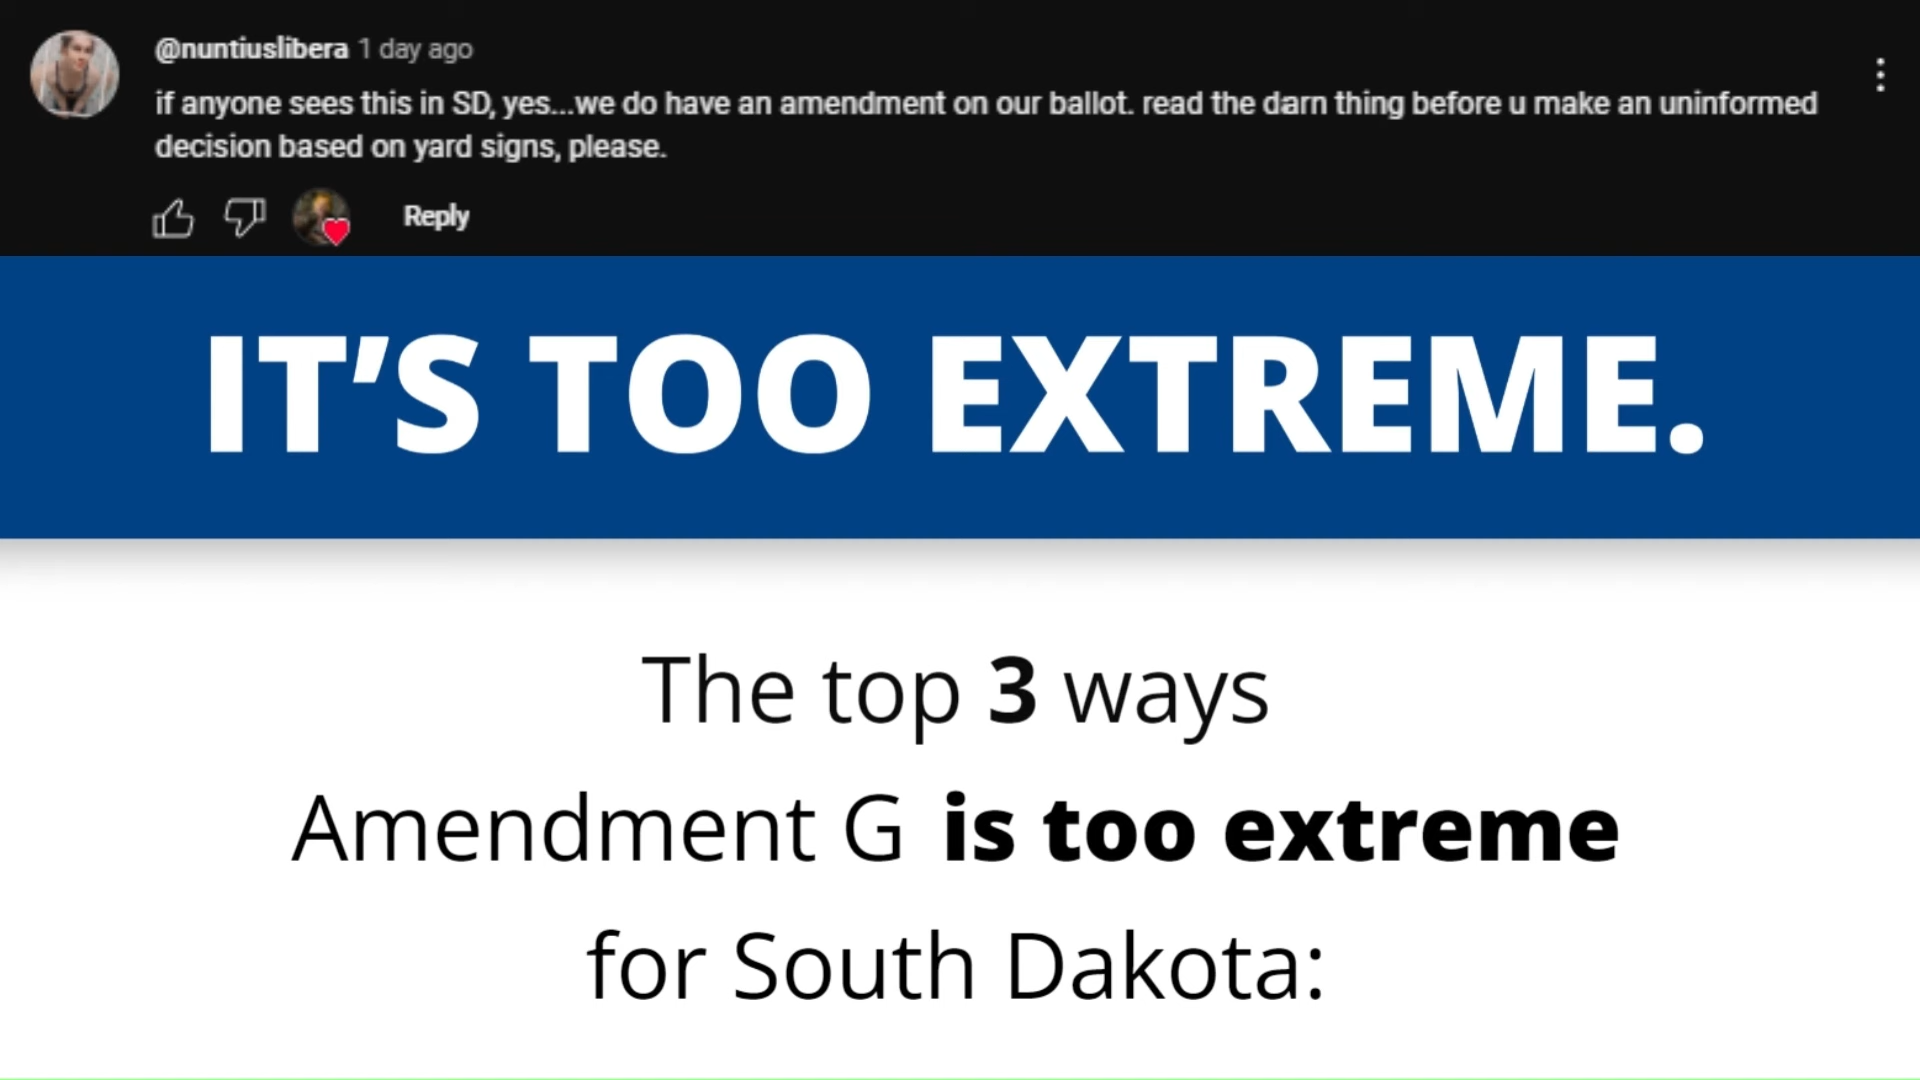 @nuntiuslibera 1 day ago
if anyone sees this in SD, yes...we do have an amendment on our ballot. read the darn thing before u make an uninformed
decision based on yard signs, please.
Reply
IT’S TOO EXTREME.
The top 3 ways
Amendment G is too extreme
for South Dakota: